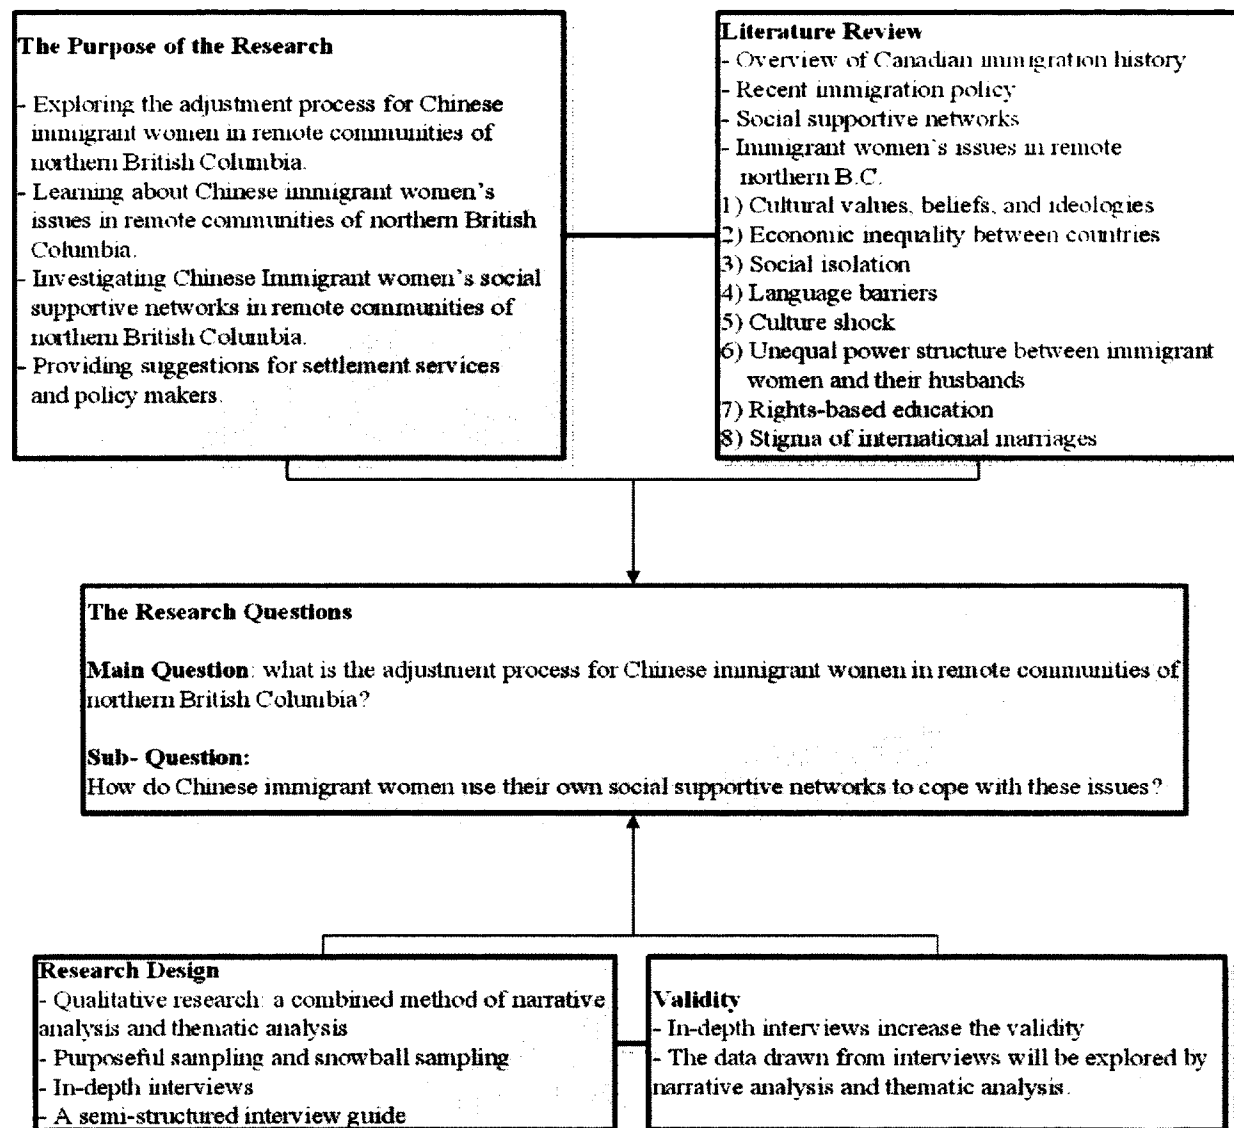 The Purpose of the Research
- Exploring the adjustment process for Chinese
immigrant women in remote communities of
northern British Columbia.
- Learning about Chinese immigrant women's
issues in remote communities of northern British
Columbia.
- Investigating Chinese Immigrant women's social
supportive networks in remote communities of
northern British Columbia.
- Providing suggestions for settlement services
and policy makers.
Literature Review
- Overview of Canadian immigration history
- Recent immigration policy
- Social supportive networks
- Immigrant women's issues in remote
northern B.C.
1) Cultural values, beliefs, and ideologies
2) Economic inequality between countries
3) Social isolation
4) Language barriers
5) Culture shock
6) Unequal power structure between immigrant
women and their husbands
7) Rights-based education
8) Stigma of international marriages
The Research Questions
Main Question: what is the adjustment process for Chinese immigrant women in remote communities of
northern British Columbia?
Sub- Question:
How do Chinese immigrant women use their own social supportive networks to cope with these issues?
Research Design
- Qualitative research: a combined method of narrative
analysis and thematic analysis
- Purposeful sampling and snowball sampling
- In-depth interviews
- A semi-structured interview guide
Validity
- In-depth interviews increase the validity
- The data drawn from interviews will be explored by
narrative analysis and thematic analysis.